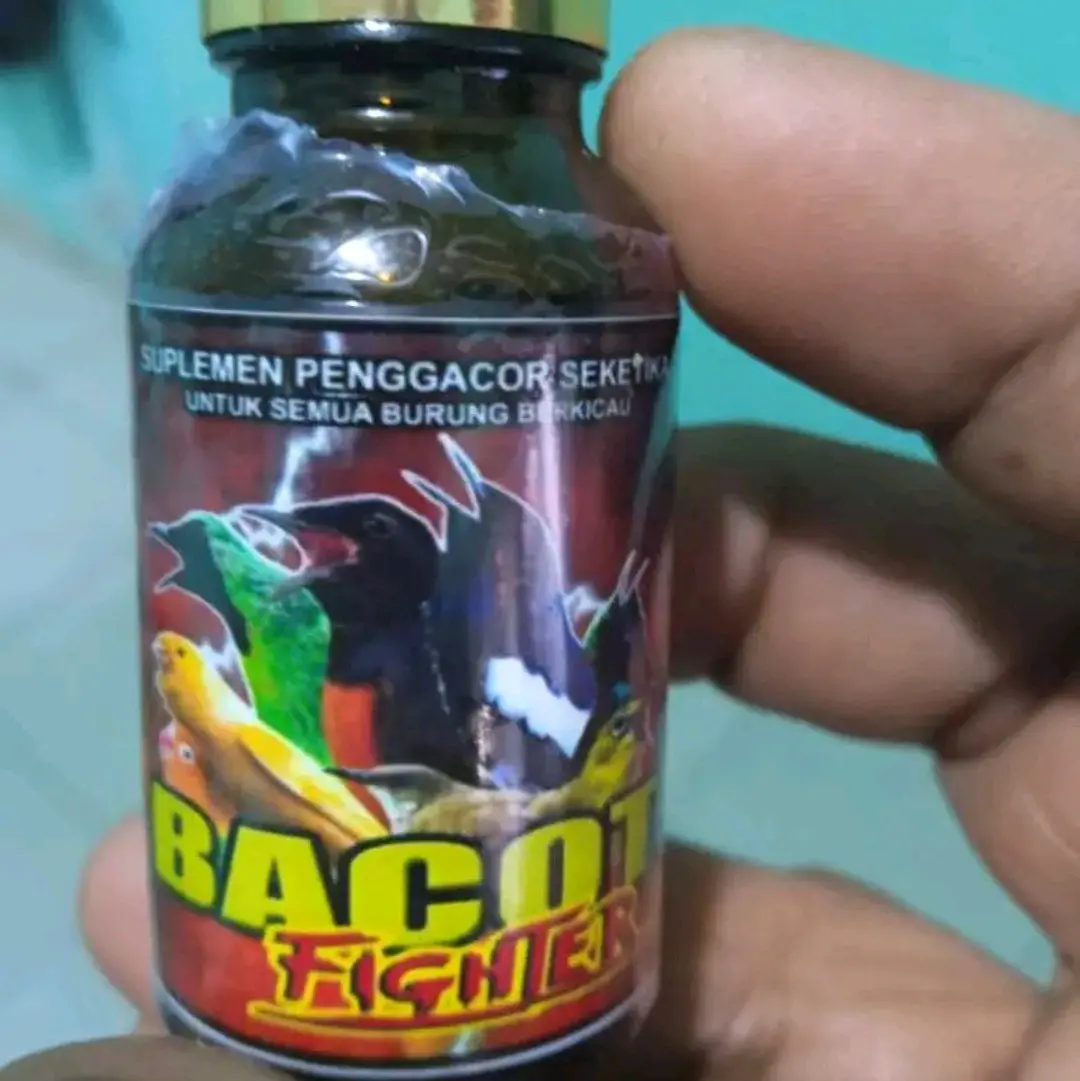 SUPLEMEN PENGGACOR SEKETIKA
UNTUK SEMUA BURUNG BERKICAU
BACOT
FIGHTER